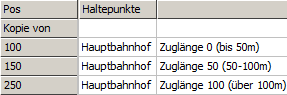 Pos Haltepunkte
Kopie von
100 Hauptbahnhof Zuglänge 0 (bis 50m)
150 Hauptbahnhof Zuglänge 50 (50-100m)
250 Hauptbahnhof Zuglänge 100 (über 100m)